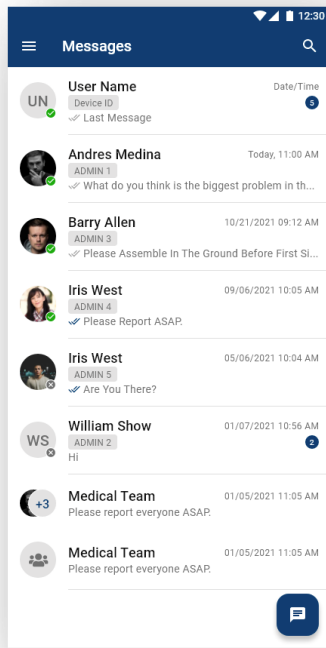 12:30
Messages
UN
User Name
Date/Time
Device ID
5
Last Message
Andres Medina
Today, 11:00 AM
ADMIN 1
What do you think is the biggest problem in th...
Barry Allen
10/21/2021 09:12 AM
ADMIN 3
Please Assemble In The Ground Before First Si...
Iris West
09/06/2021 10:05 AM
ADMIN 4
Please Report ASAP.
Iris West
05/06/2021 10:04 AM
ADMIN 5
Are You There?
WS
William Show
01/07/2021 10:56 AM
ADMIN 2
2
Hi
+3
Medical Team
01/05/2021 11:05 AM
Please report everyone ASAP.
Medical Team
01/05/2021 11:05 AM
Please report everyone ASAP.